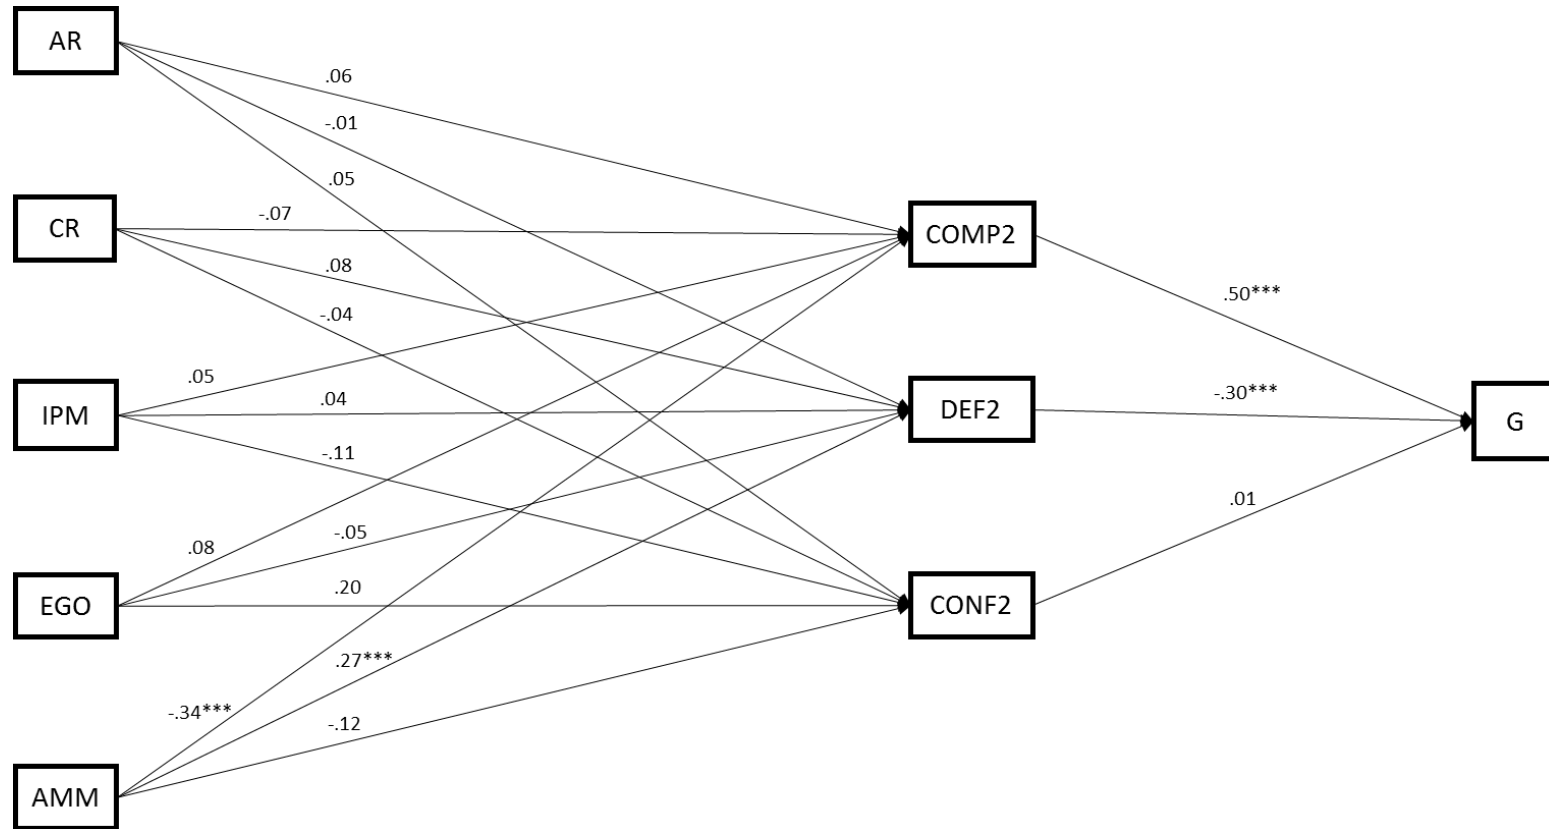 AR
.06
-.01
.05
CR
-.07
.08
-.04
COMP2
.50***
IPM
.05
.04
-.11
DEF2
-.30***
G
EGO
.08
-.05
.20
CONF2
.01
AMM
-.34***
.27***
-.12